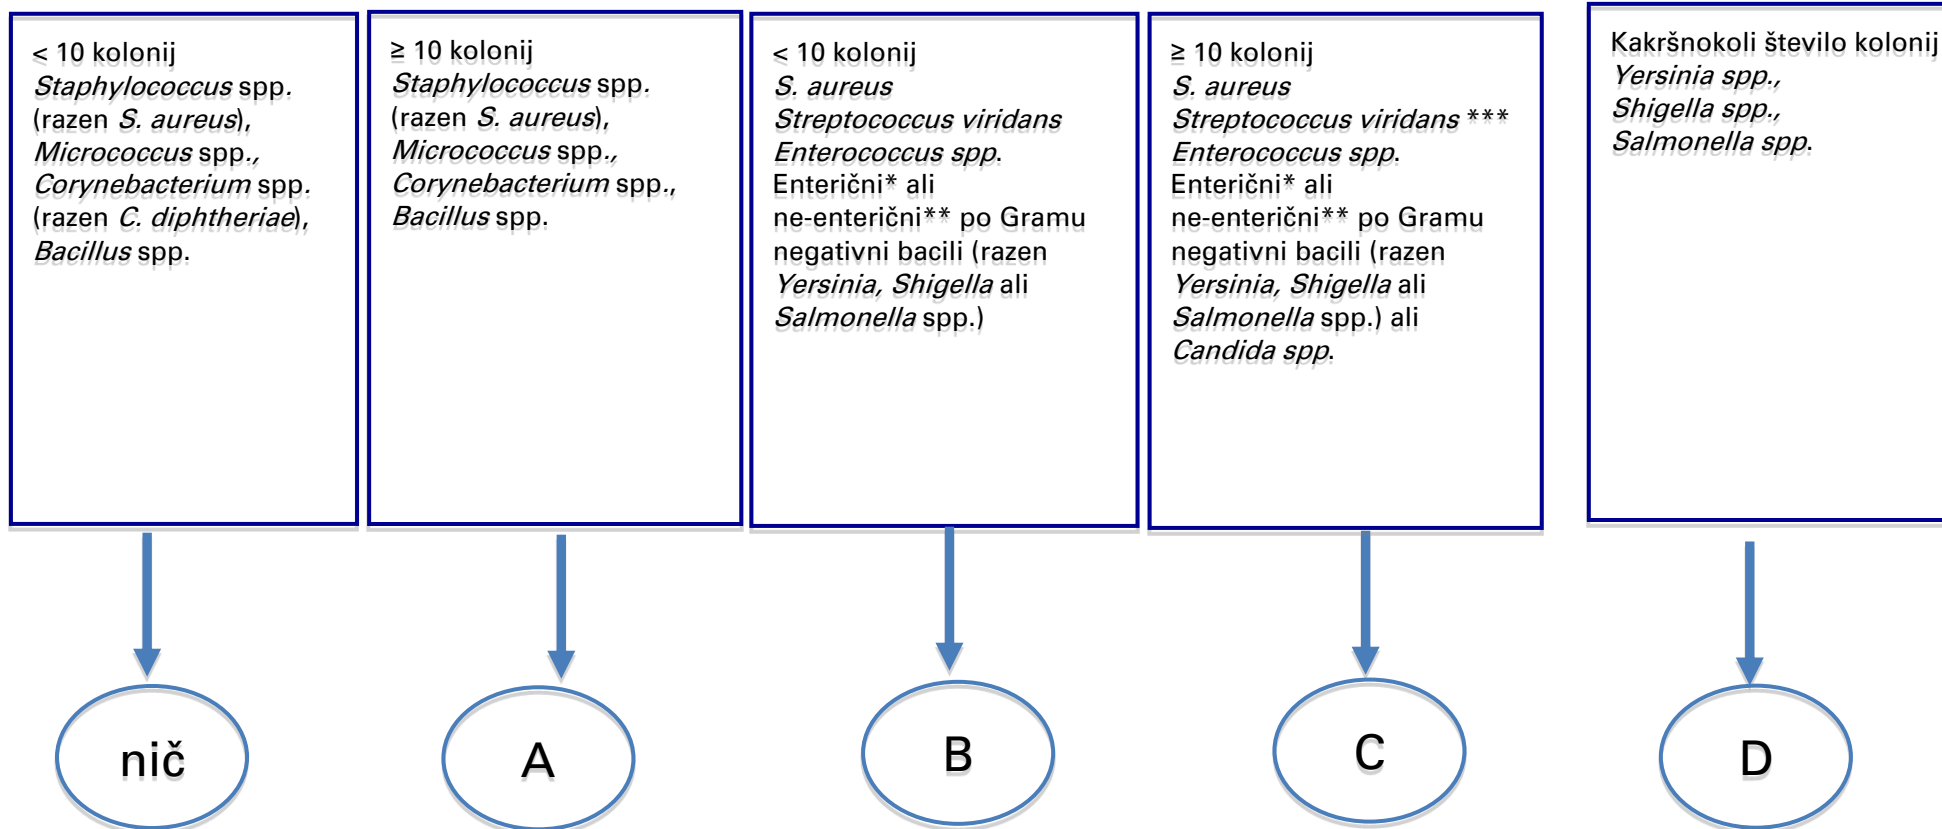 < 10 kolonij
Staphylococcus spp.
(razen S. aureus),
Micrococcus spp.,
Corynebacterium spp.
(razen C. diphtheriae),
Bacillus spp.
≥ 10 kolonij
Staphylococcus spp.
(razen S. aureus),
Micrococcus spp.,
Corynebacterium spp.,
Bacillus spp.
< 10 kolonij
S. aureus
Streptococcus viridans
Enterococcus spp.
Enterični* ali
ne-enterični** po Gramu
negativni bacili (razen
Yersinia, Shigella ali
Salmonella spp.)
≥ 10 kolonij
S. aureus
Streptococcus viridans ***
Enterococcus spp.
Enterični* ali
ne-enterični** po Gramu
negativni bacili (razen
Yersinia, Shigella ali
Salmonella spp.) ali
Candida spp.
Kakršnokoli število kolonij
Yersinia spp.,
Shigella spp.,
Salmonella spp.
nič
A
B
C
D